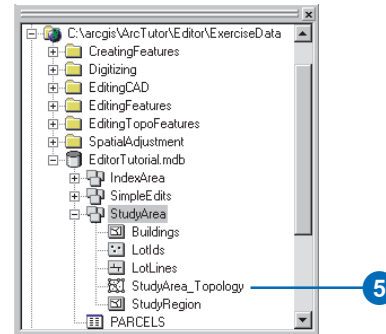 C:\arcgis\ArcTutor\Editor\ExerciseData
CreatingFeatures
Digitizing
EditingCAD
EditingFeatures
EditingTopoFeatures
SpatialAdjustment
EditorTutorial.mdb
IndexArea
SimpleEdits
StudyArea
Buildings
LotIds
LotLines
StudyArea_Topology 5
StudyRegion
PARCELS